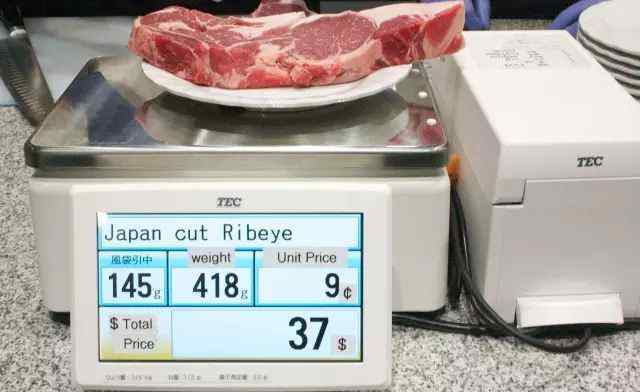 TEC
TEC
Japan cut Ribeye
風袋引中 weight Unit Price
145g 418g 9¢
$ Total
Price
37 $